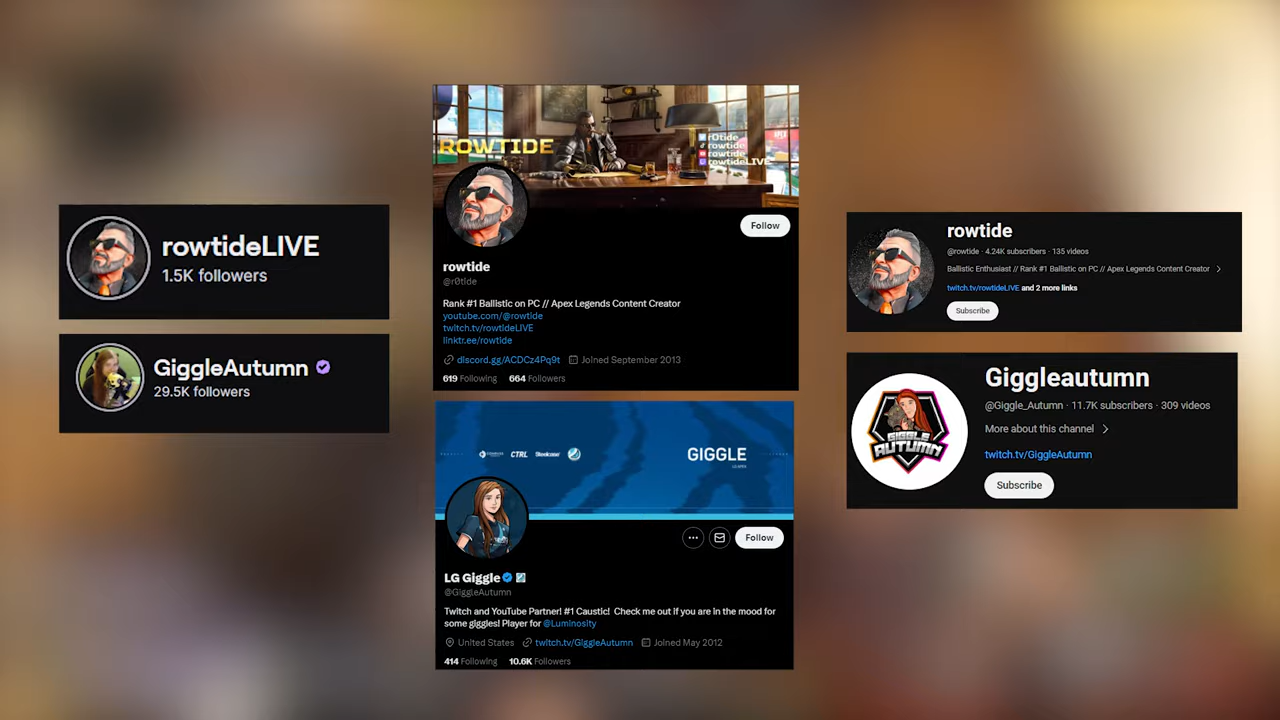 rowtideLIVE
1.5K followers
GiggleAutumn
29.5K followers
ROWTIDE
r0tide
rowtide
rowtide
rowtideLIVE
Follow
rowtide
@r0tide
Rank #1 Ballistic on PC // Apex Legends Content Creator
youtube.com/@rowtide
twitch.tv/rowtideLIVE
linktr.ee/rowtide
discord.gg/ACDCz4Pq9t Joined September 2013
619 Following 664 Followers
CTRL Steelcase
GIGGLE
Follow
LG Giggle
@GiggleAutumn
Twitch and YouTube Partner! #1 Caustic! Check me out if you are in the mood for
some giggles! Player for @Luminosity
United States twitch.tv/GiggleAutumn Joined May 2012
414 Following 10.6K Followers
rowtide
@rowtide · 4.24K subscribers · 135 videos
Ballistic Enthusiast // Rank #1 Ballistic on PC // Apex Legends Content Creator
twitch.tv/rowtideLIVE and 2 more links
Subscribe
Giggleautumn
@Giggle_Autumn · 11.7K subscribers · 309 videos
More about this channel
twitch.tv/GiggleAutumn
Subscribe
GIGGLE
AUTUMN